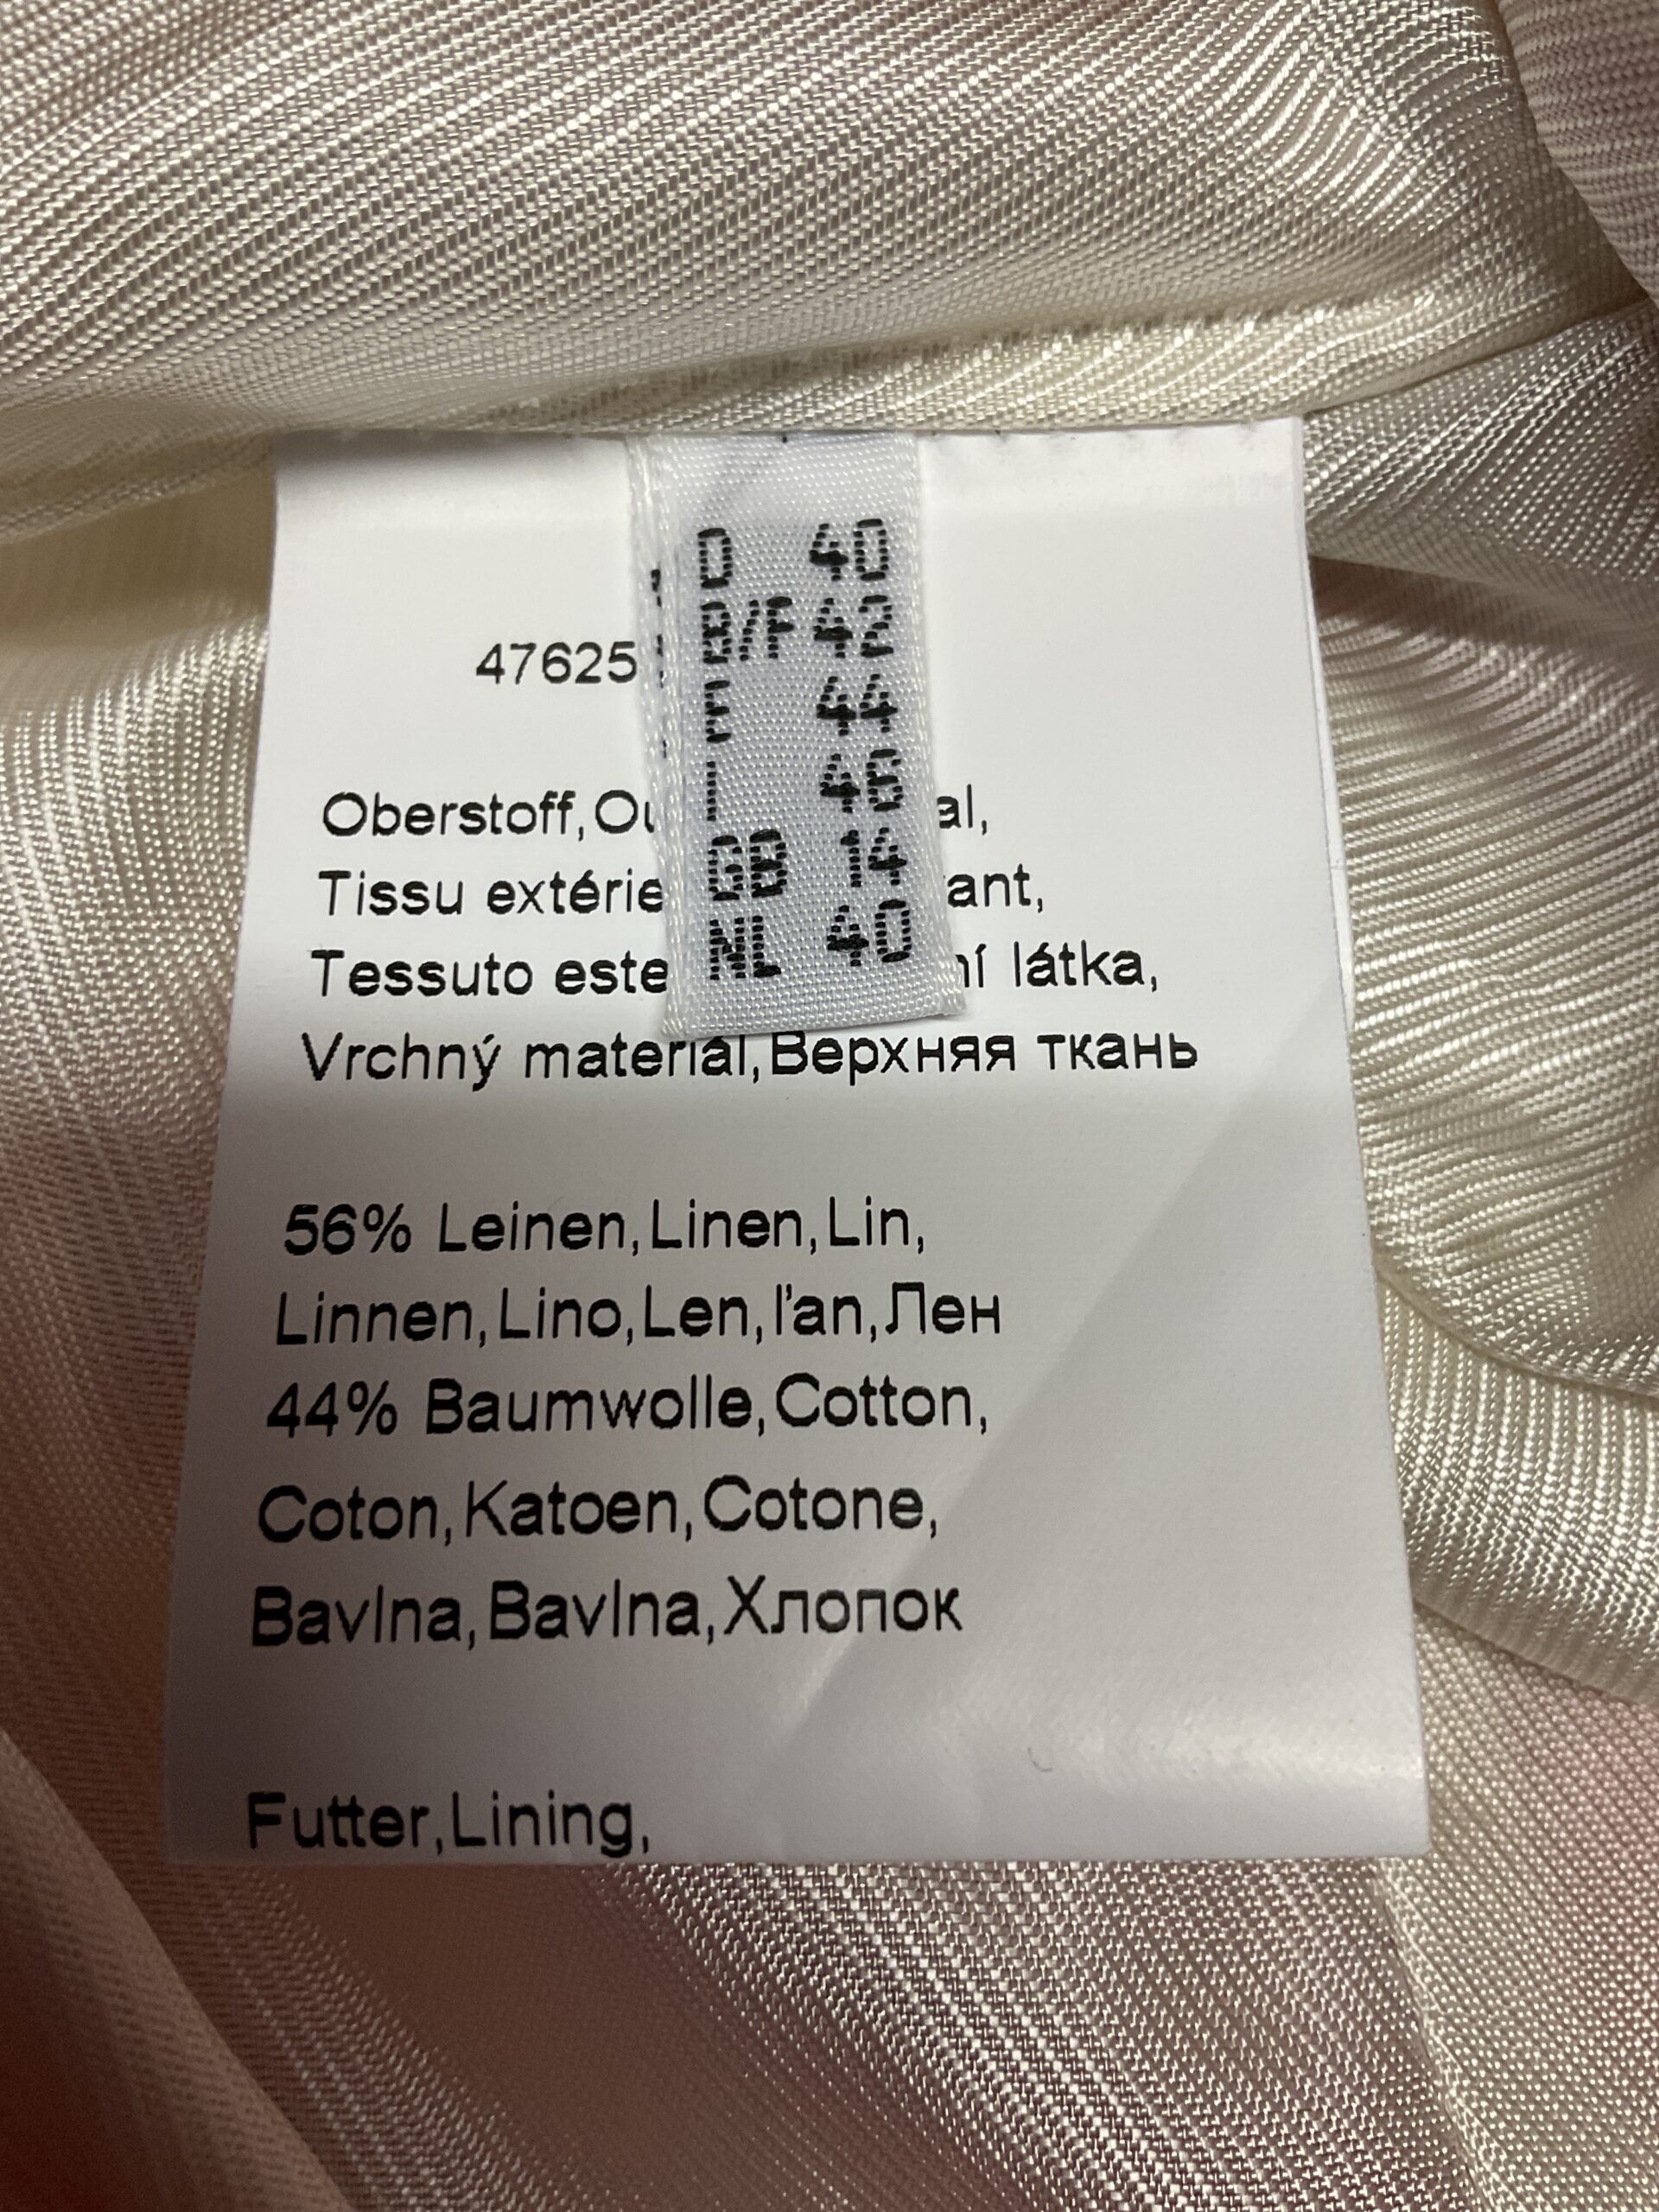 D 40
B/F 42
E 44
I 46
GB 14
NL 40
47625
Oberstoff,
Tissu
Tessuto látka,
Vrchný materiál,Верхняя ткань
56% Leinen,Linen,Lin,
Linnen,Lino,Len,ľan,Лен
44% Baumwolle,Cotton,
Coton,Katoen,Cotone,
Bavlna,Bavlna,Хлопок
Futter,Lining,